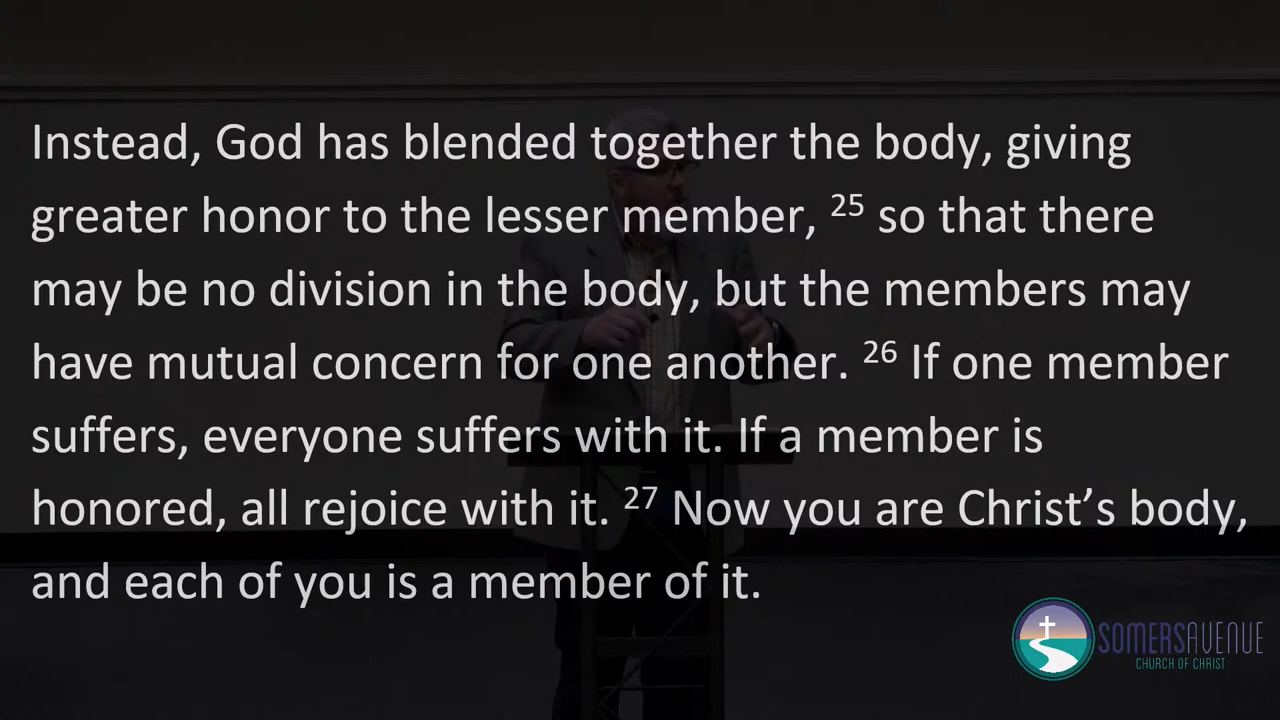 Instead, God has blended together the body, giving
greater honor to the lesser member, 25 so that there
may be no division in the body, but the members may
have mutual concern for one another. 26 If one member
suffers, everyone suffers with it. If a member is
honored, all rejoice with it. 27 Now you are Christ’s body,
and each of you is a member of it.
SOMERSAVENUE
CHURCH OF CHRIST